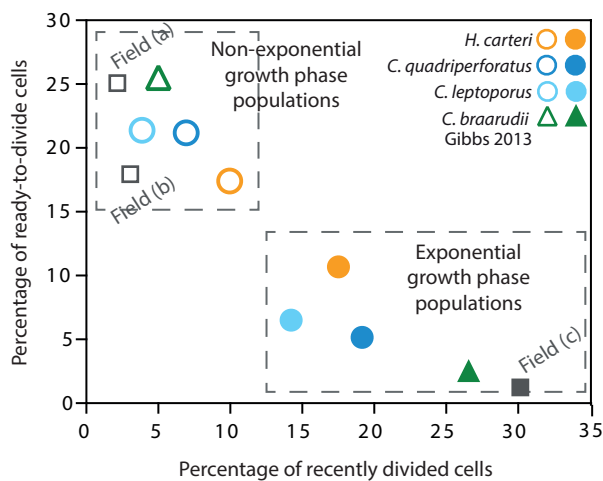 30
25
20
15
10
5
0
0
5
10
15
20
25
30
35
Percentage of ready-to-divide cells
Percentage of recently divided cells
Field (a)
Non-exponential
growth phase
populations
Field (b)
H. carteri
C. quadriperforatus
C. leptoporus
C. braarudii
Gibbs 2013
Exponential
growth phase
populations
Field (c)